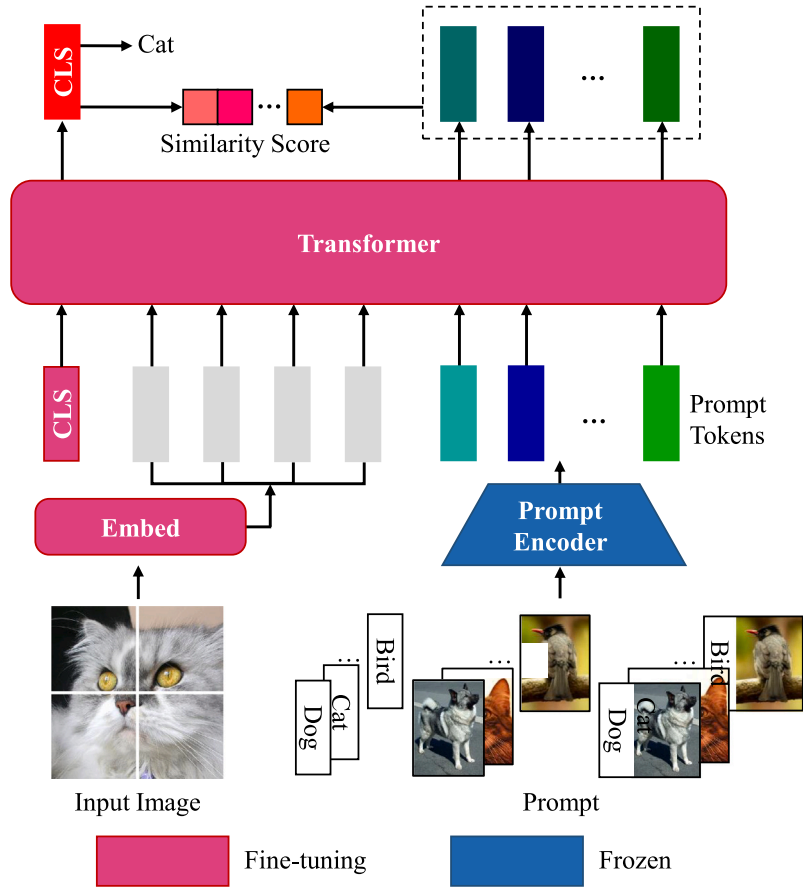 CLS
Cat
...
...
Similarity Score
Transformer
CLS
...
Prompt
Tokens
Embed
Prompt
Encoder
Dog
Cat
...
Bird
...
Dog
Cat
...
Bird
Input Image
Prompt
Fine-tuning
Frozen